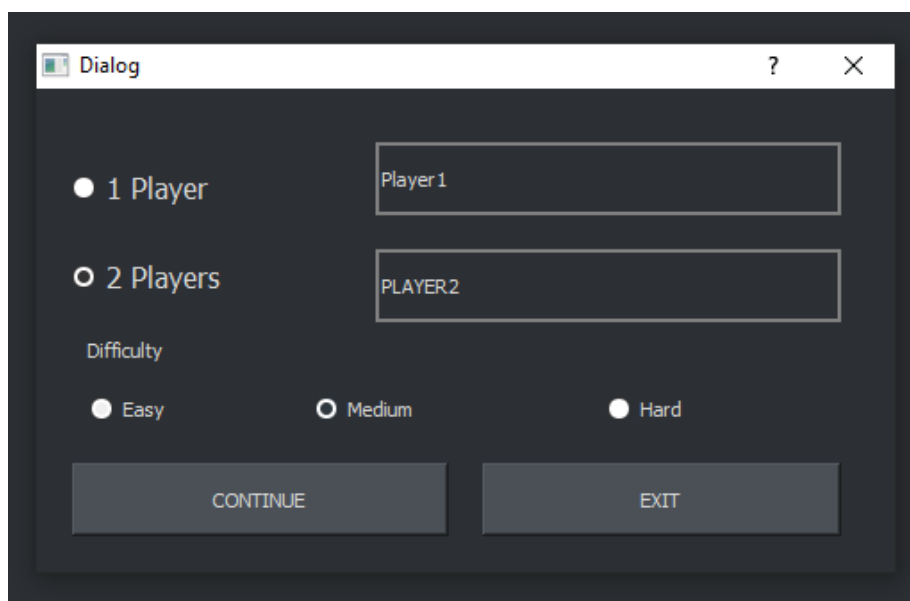 Dialog ?
1 Player Player1
2 Players PLAYER2
Difficulty
Easy Medium Hard
CONTINUE EXIT